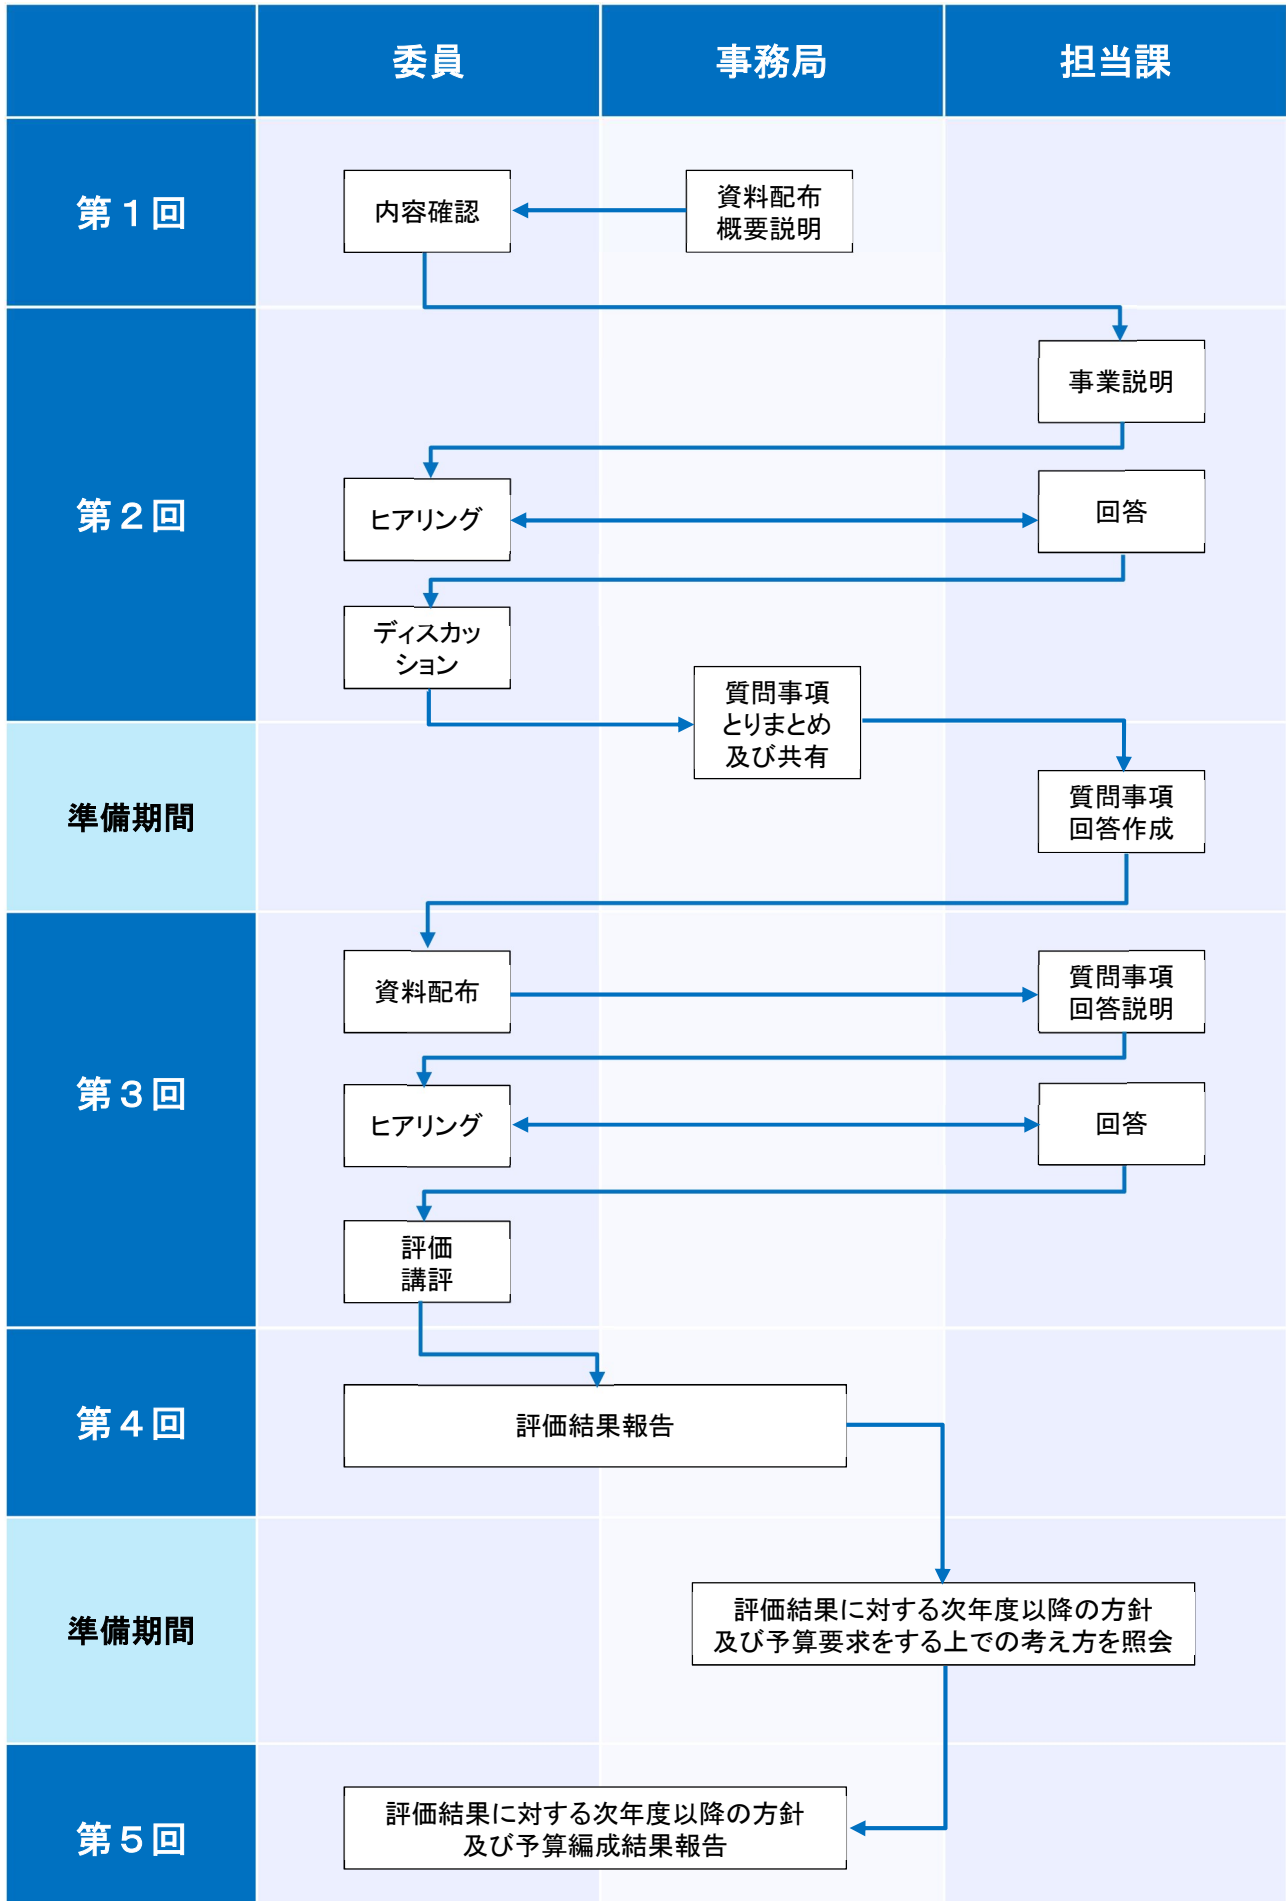 委員
事務局
担当課
第１回
内容確認
資料配布
概要説明
第２回
事業説明
ヒアリング
回答
ディスカッ
ション
質問事項
とりまとめ
及び共有
準備期間
質問事項
回答作成
第３回
資料配布
質問事項
回答説明
ヒアリング
回答
評価
講評
第４回
評価結果報告
準備期間
評価結果に対する次年度以降の方針
及び予算要求をする上での考え方を照会
第５回
評価結果に対する次年度以降の方針
及び予算編成結果報告